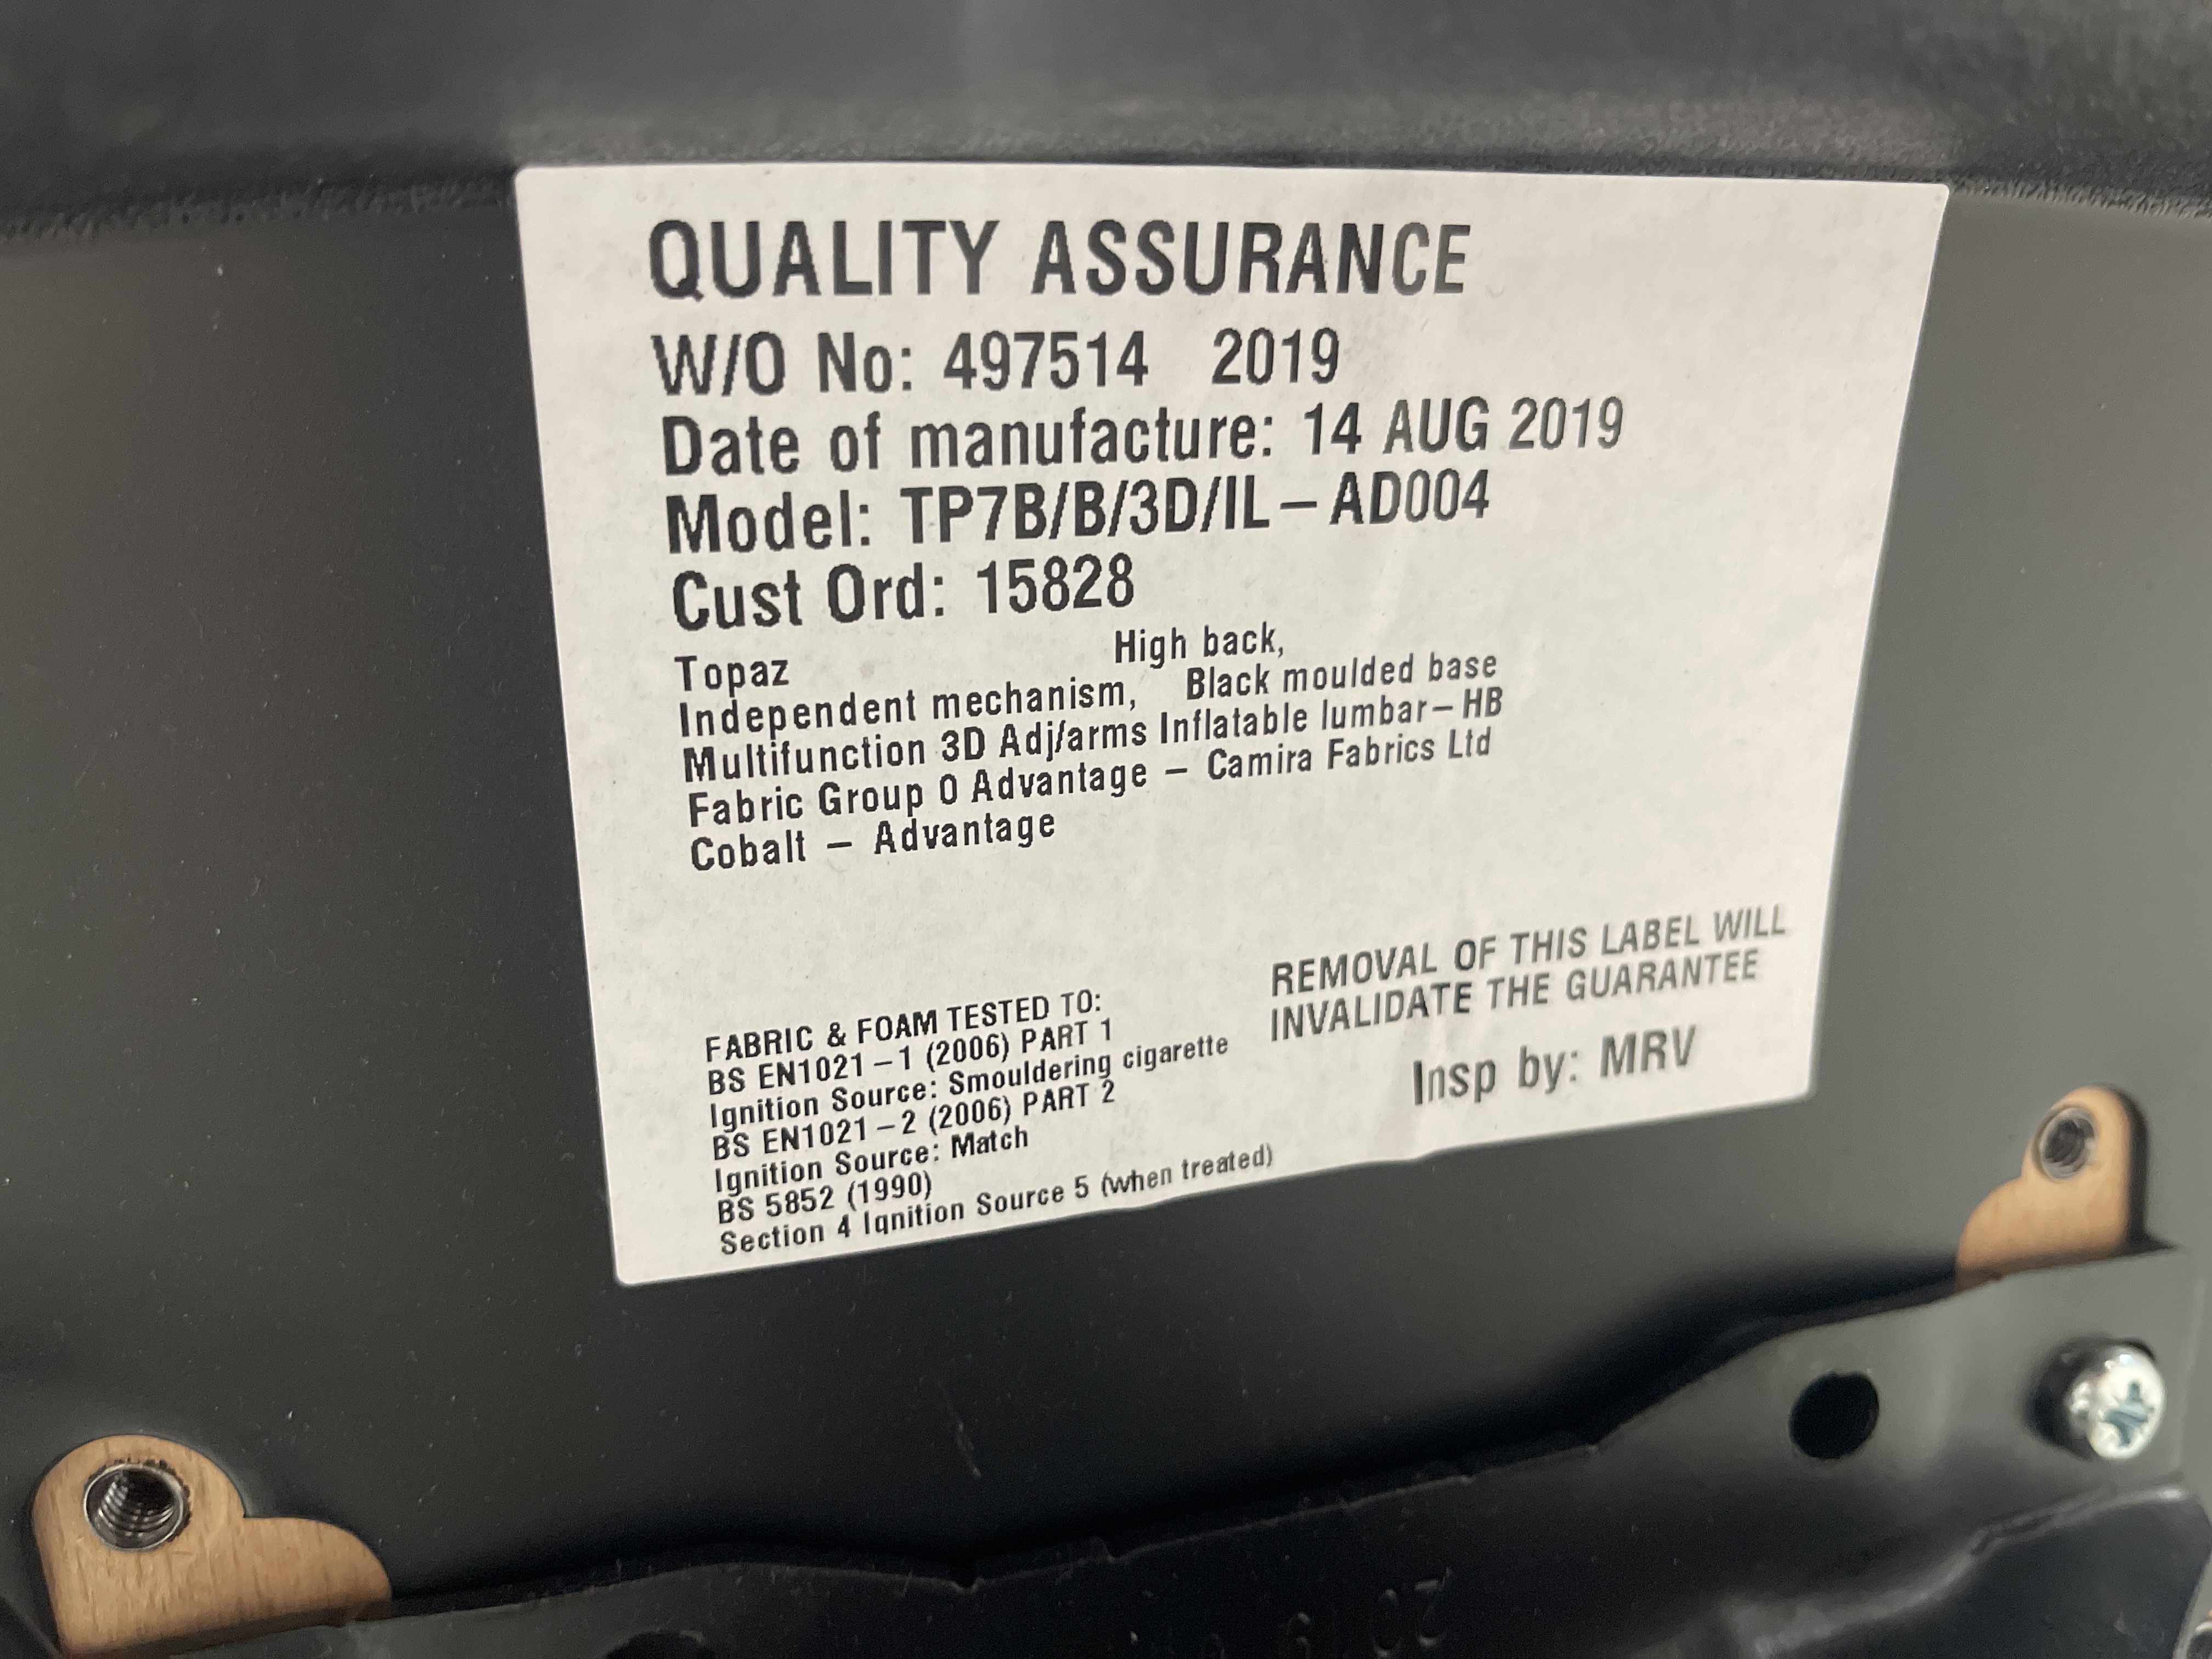 QUALITY ASSURANCE
W/O No: 497514 2019
Date of manufacture: 14 AUG 2019
Model: TP7B/B/3D/IL – AD004
Cust Ord: 15828
Topaz High back,
Independent mechanism, Black moulded base
Multifunction 3D Adj/arms Inflatable lumbar – HB
Fabric Group 0 Advantage – Camira Fabrics Ltd
Cobalt – Advantage
REMOVAL OF THIS LABEL WILL
INVALIDATE THE GUARANTEE
Insp by: MRV
FABRIC & FOAM TESTED TO:
BS EN1021 – 1 (2006) PART 1
Ignition Source: Smouldering cigarette
BS EN1021 – 2 (2006) PART 2
Ignition Source: Match
BS 5852 (1990)
Section 4 Ignition Source 5 (when treated)